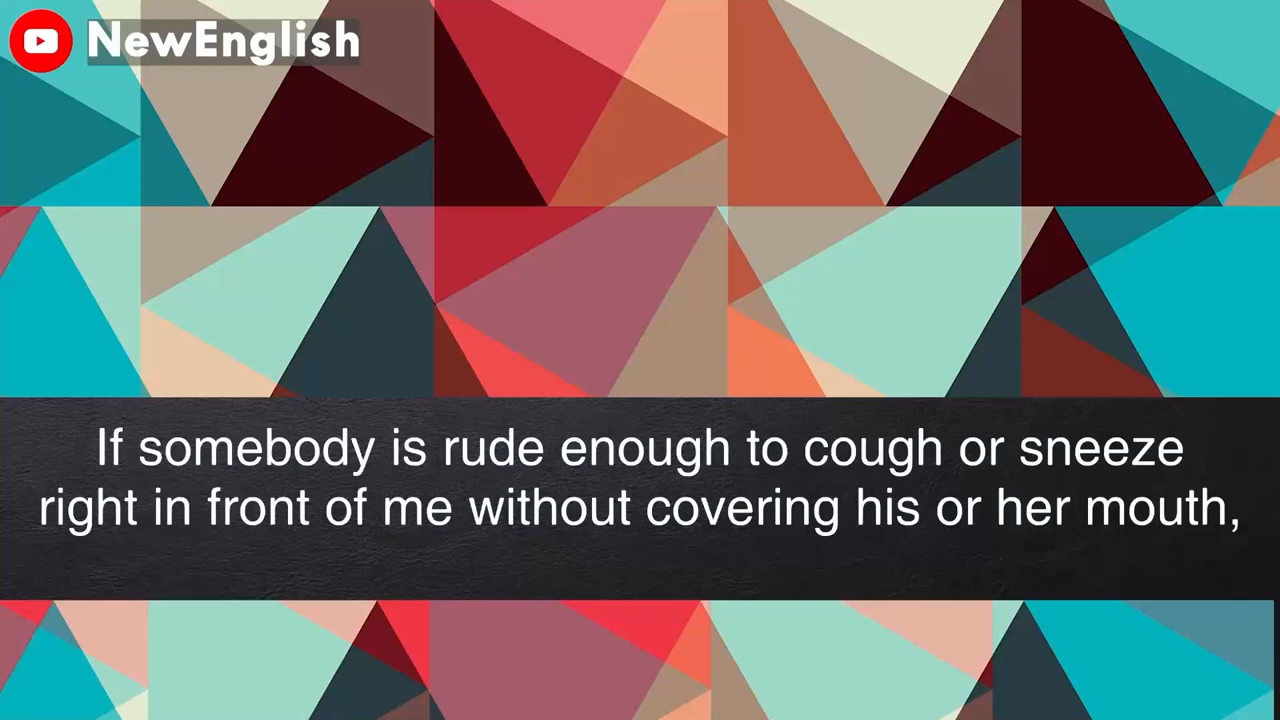 NewEnglish
If somebody is rude enough to cough or sneeze
right in front of me without covering his or her mouth,